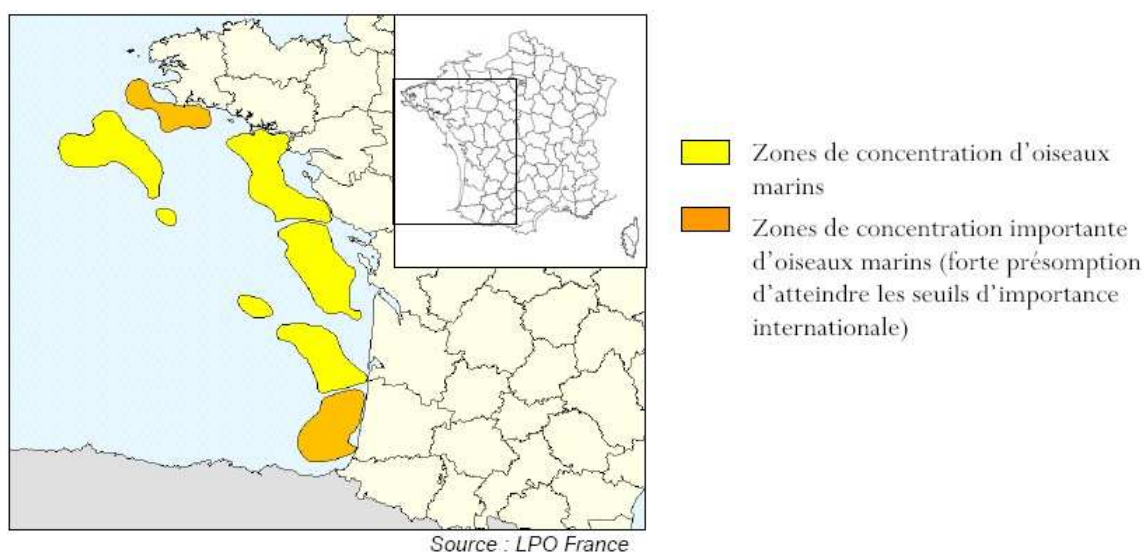 Zones de concentration d'oiseaux
marins
Zones de concentration importante
d'oiseaux marins (forte présomption
d'atteindre les seuils d'importance
internationale)
Source : LPO France